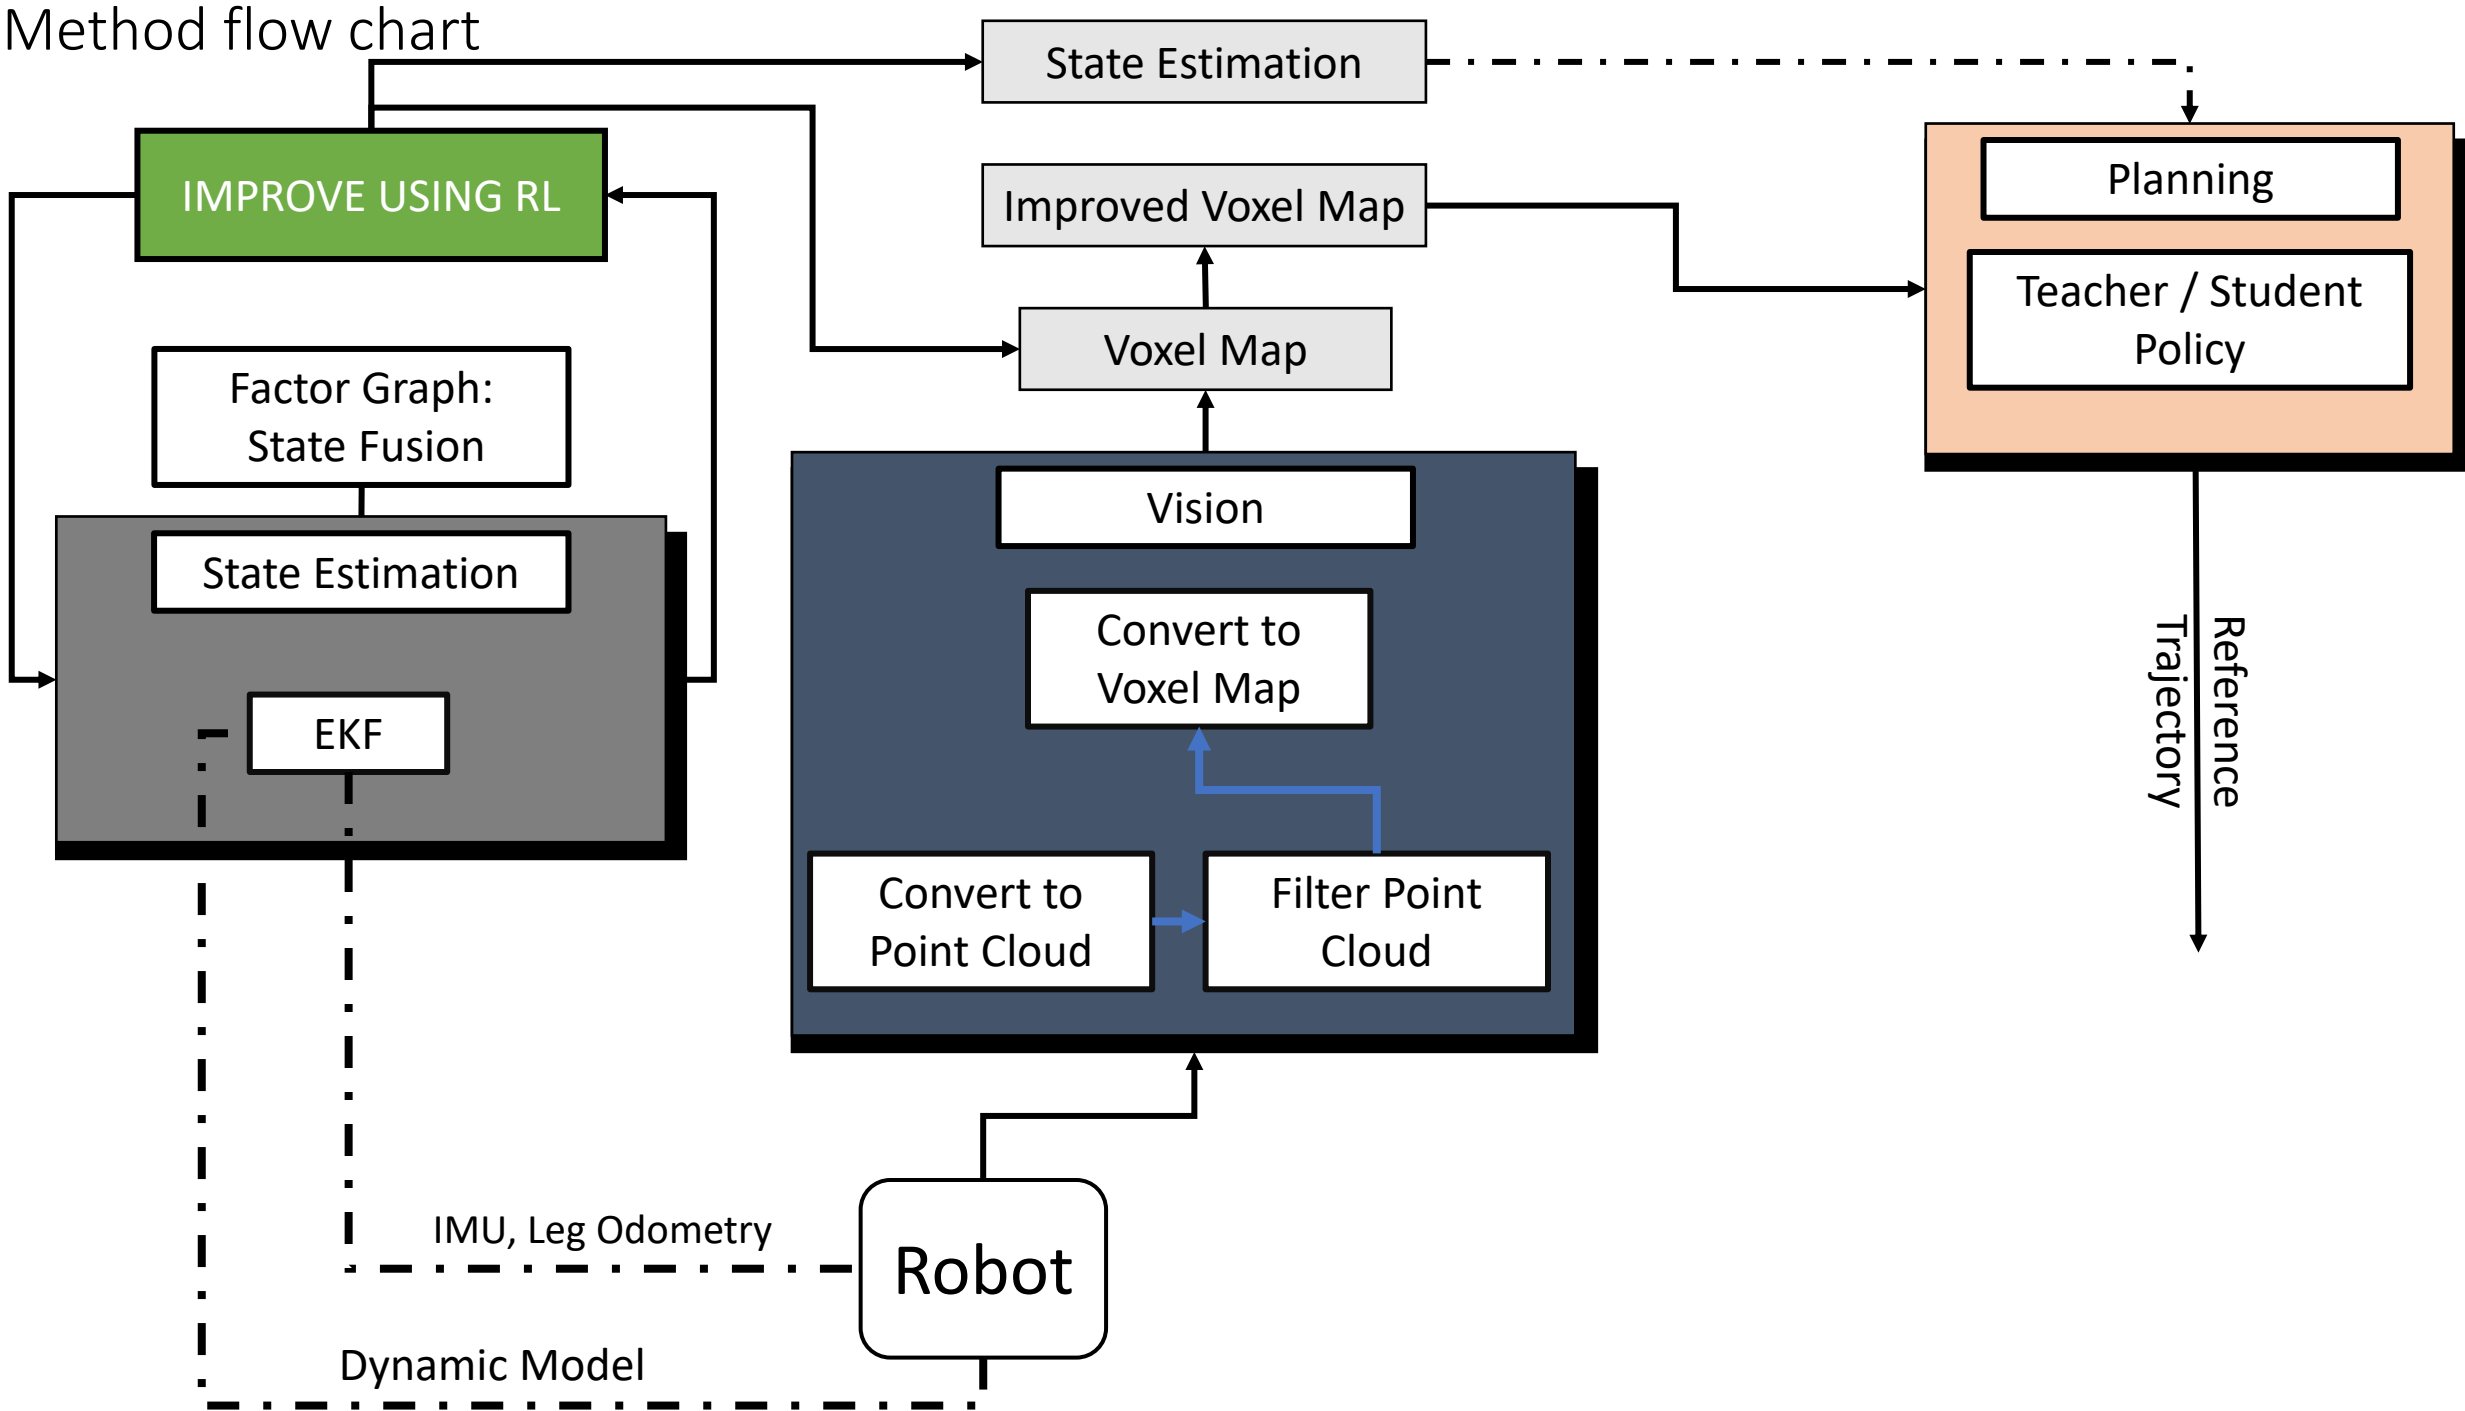 Method flow chart
State Estimation
IMPROVE USING RL
Improved Voxel Map
Planning
Teacher / Student
Policy
Voxel Map
Factor Graph:
State Fusion
State Estimation
EKF
Vision
Convert to
Voxel Map
Convert to
Point Cloud
Filter Point
Cloud
Reference
Trajectory
IMU, Leg Odometry
Robot
Dynamic Model